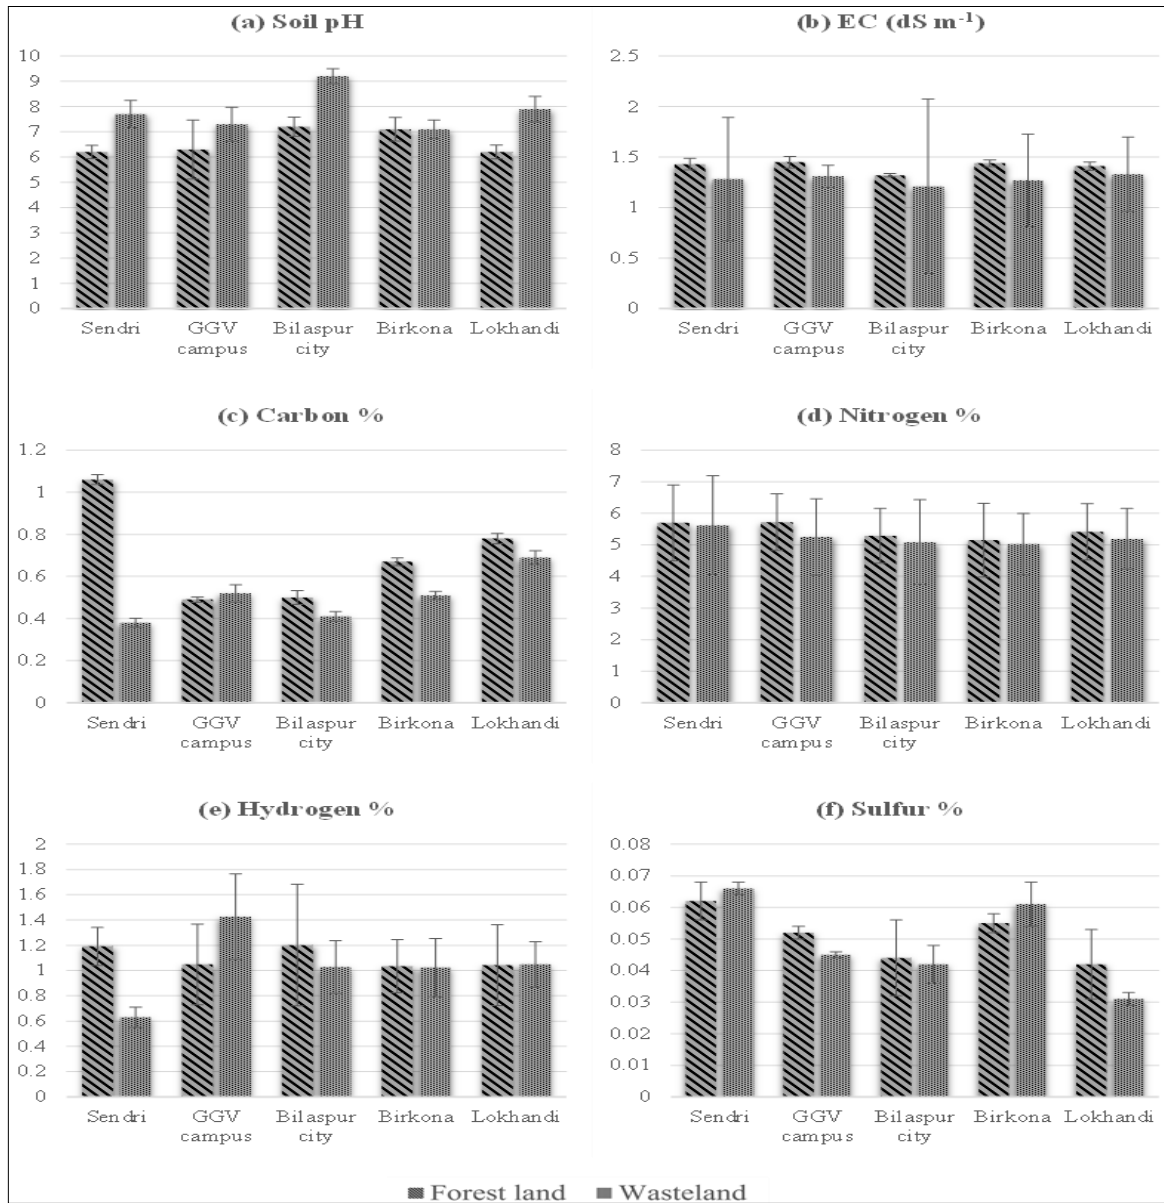 (a) Soil pH
10
9
8
7
6
5
4
3
2
1
0
Sendri
GGV campus
Bilaspur city
Birkona
Lokhandi
(b) EC (dS m⁻¹)
2.5
2
1.5
1
0.5
0
Sendri
GGV campus
Bilaspur city
Birkona
Lokhandi
(c) Carbon %
1.2
1
0.8
0.6
0.4
0.2
0
Sendri
GGV campus
Bilaspur city
Birkona
Lokhandi
(d) Nitrogen %
8
7
6
5
4
3
2
1
0
Sendri
GGV campus
Bilaspur city
Birkona
Lokhandi
(e) Hydrogen %
2
1.8
1.6
1.4
1.2
1
0.8
0.6
0.4
0.2
0
Sendri
GGV campus
Bilaspur city
Birkona
Lokhandi
(f) Sulfur %
0.08
0.07
0.06
0.05
0.04
0.03
0.02
0.01
0
Sendri
GGV campus
Bilaspur city
Birkona
Lokhandi
Forest land Wasteland